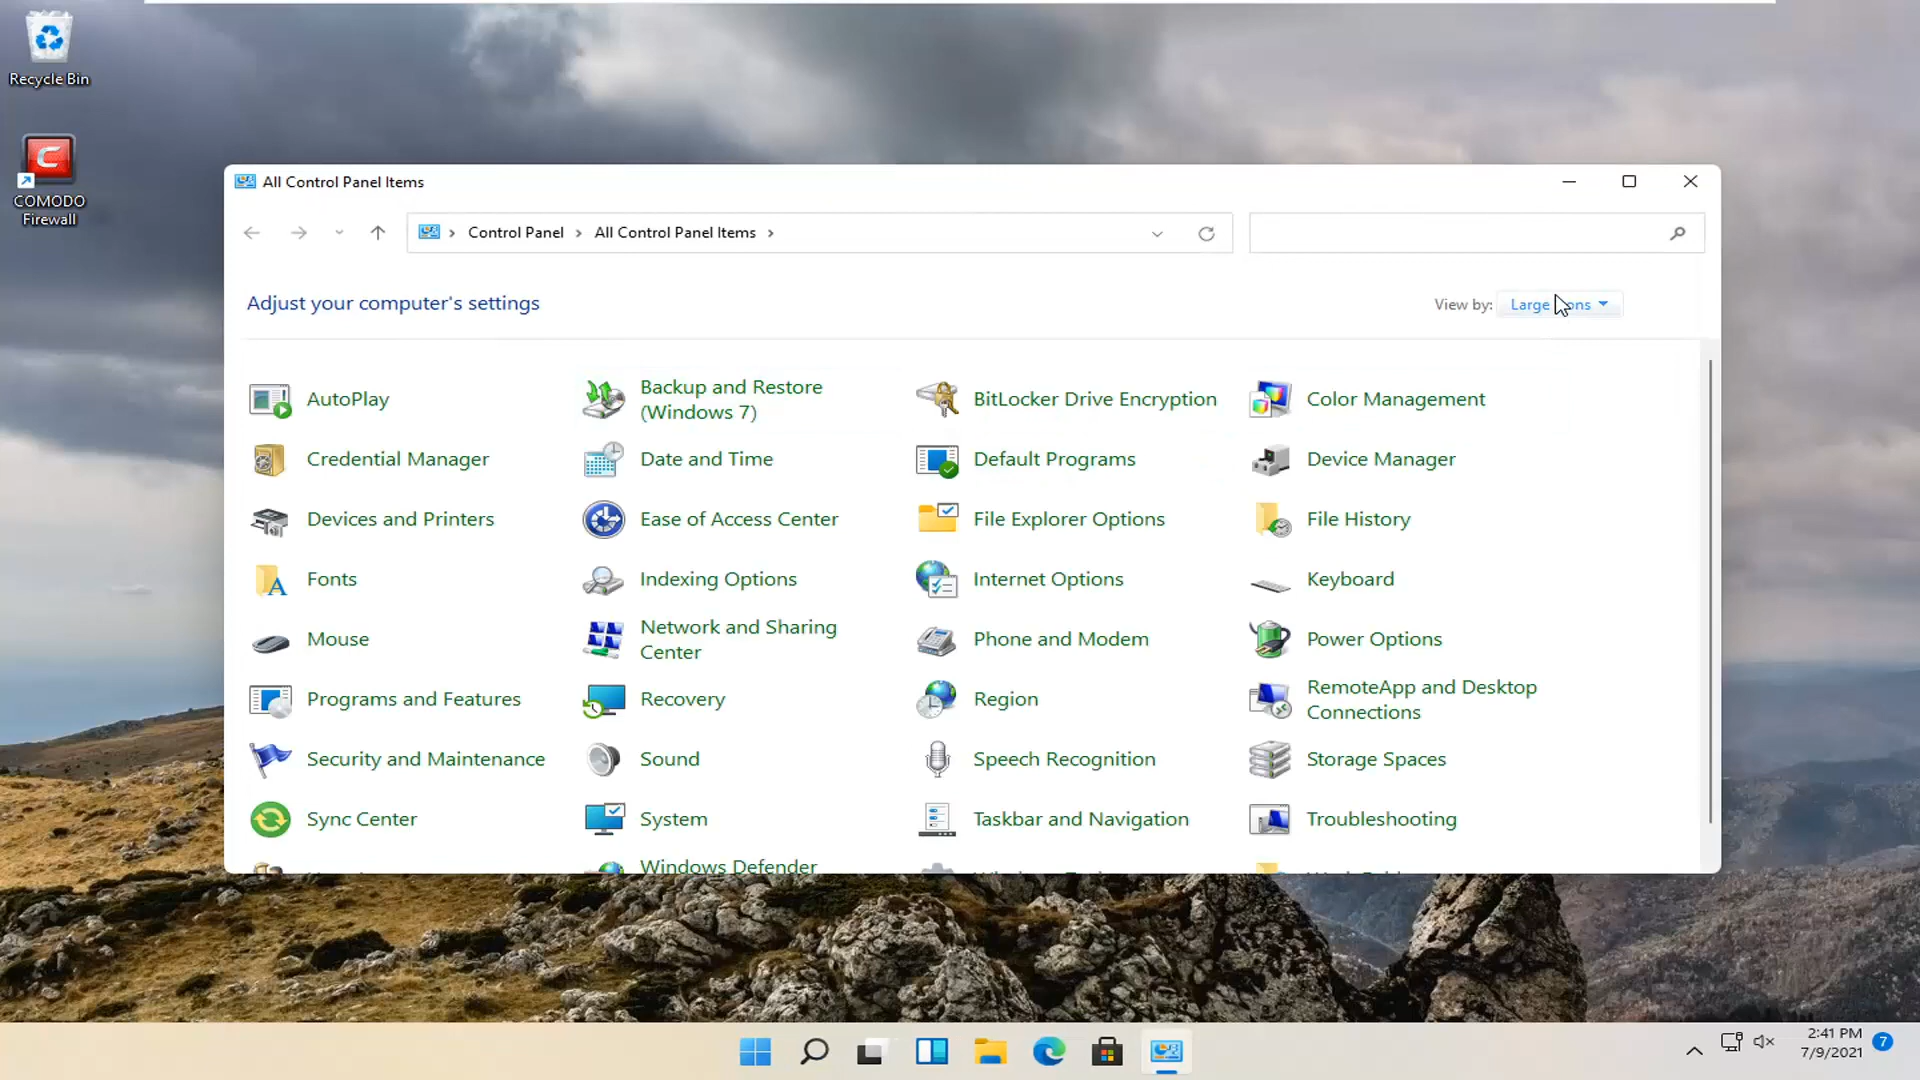 Recycle Bin
COMODO
Firewall
All Control Panel Items
Control Panel
All Control Panel Items
Adjust your computer's settings
View by:
Large
AutoPlay
Backup and Restore
(Windows 7)
BitLocker Drive Encryption
Color Management
Credential Manager
Date and Time
Default Programs
Device Manager
Devices and Printers
Ease of Access Center
File Explorer Options
File History
Fonts
Indexing Options
Internet Options
Keyboard
Mouse
Network and Sharing
Center
Phone and Modem
Power Options
Programs and Features
Recovery
Region
RemoteApp and Desktop
Connections
Security and Maintenance
Sound
Speech Recognition
Storage Spaces
Sync Center
System
Taskbar and Navigation
Troubleshooting
Windows Defender
2:41 PM
7/9/2021
7